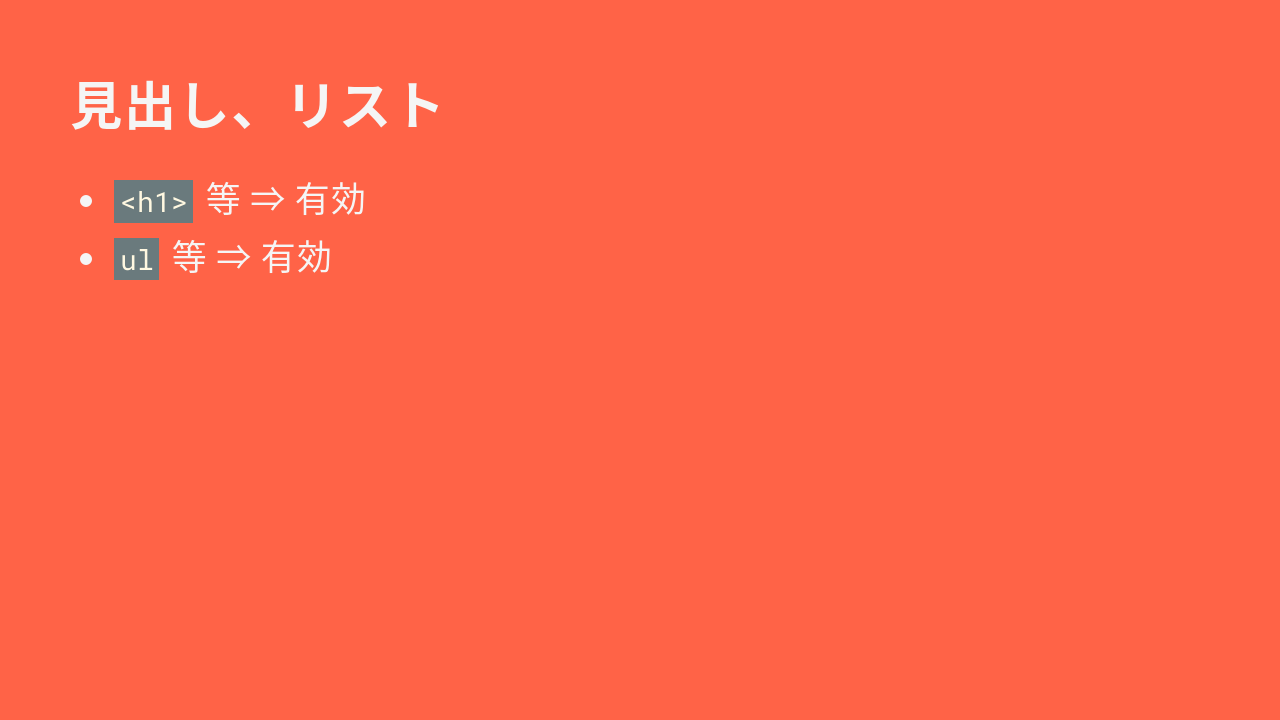 見出し、リスト
<h1> 等 ⇒ 有効
ul 等 ⇒ 有効